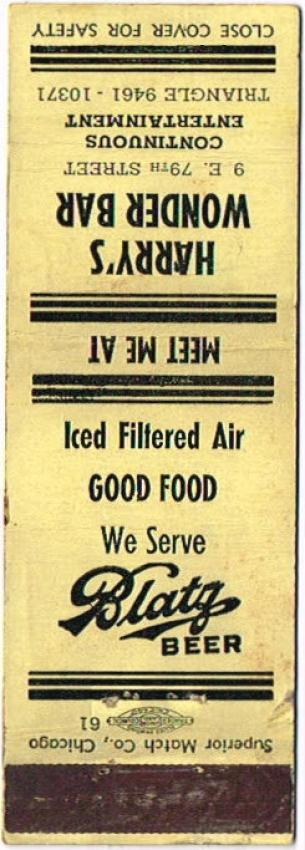 CLOSE COVER FOR SAFETY
TRIANGLE 9461 - 10371
CONTINUOUS
ENTERTAINMENT
9 E. 79TH STREET
HARRY'S
WONDER BAR
MEET ME AT
Iced Filtered Air
GOOD FOOD
We Serve
Blatz
BEER
61
Superior Match Co., Chicago